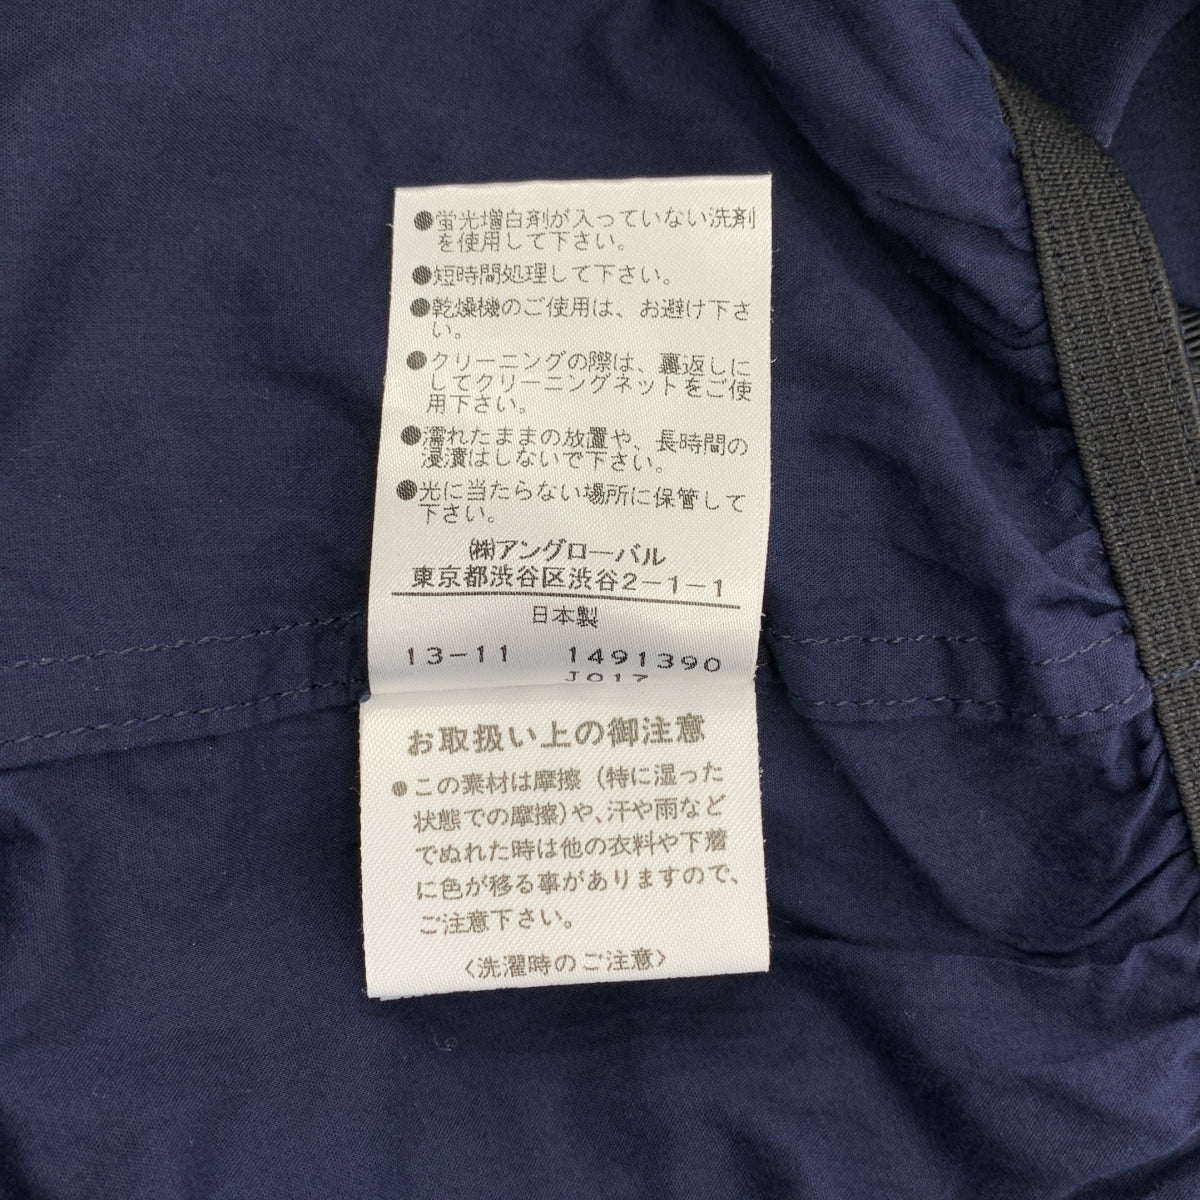 ●蛍光増白剤が入っていない洗剤
を使用して下さい。
●短時間処理して下さい。
●乾燥機のご使用は、お避け下さ
い。
●クリーニングの際は、裏返しに
してクリーニングネットをご使
用下さい。
●濡れたままの放置や、長時間の
浸漬はしないで下さい。
●光に当たらない場所に保管して
下さい。
㈱アングローバル
東京都渋谷区渋谷2-1-1
日本製
13-11 1491390
J017
お取扱い上の御注意
●この素材は摩擦（特に湿った
状態での摩擦）や、汗や雨など
でぬれた時は他の衣料や下着
に色が移る事がありますので、
ご注意下さい。
〈洗濯時のご注意〉